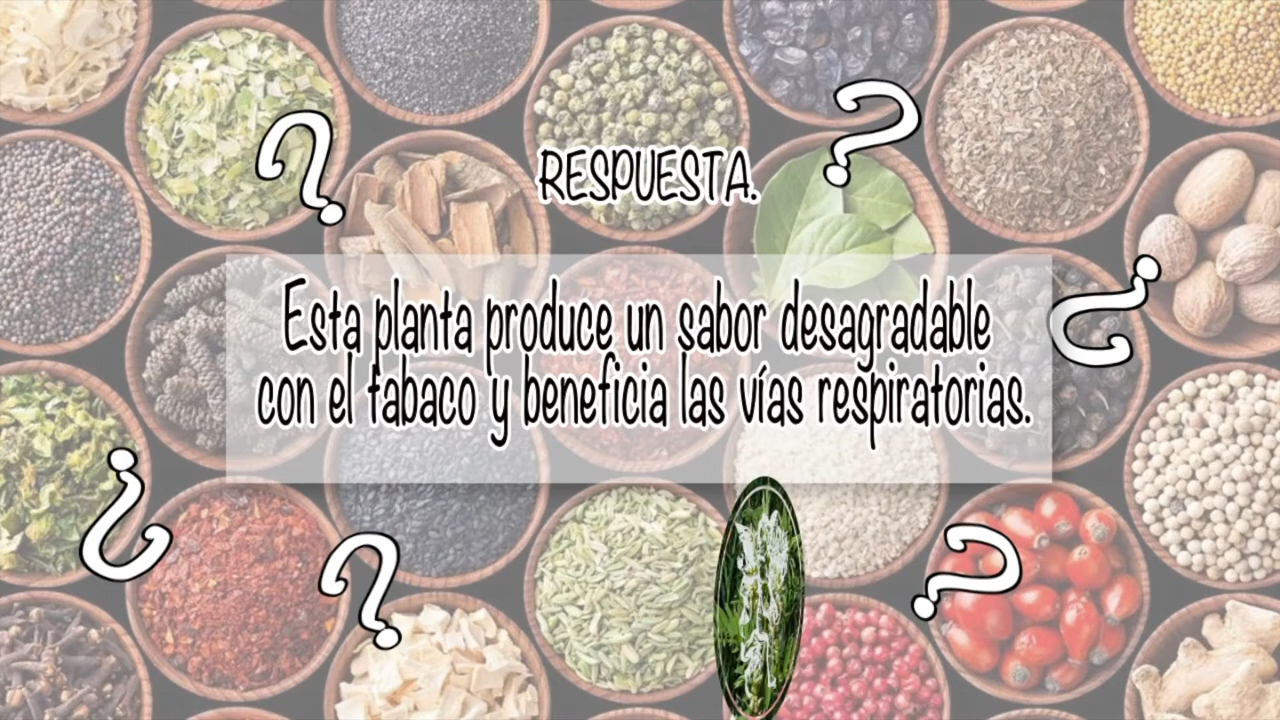 RESPUESTA.
Esta planta produce un sabor desagradable
con el tabaco y beneficia las vías respiratorias.